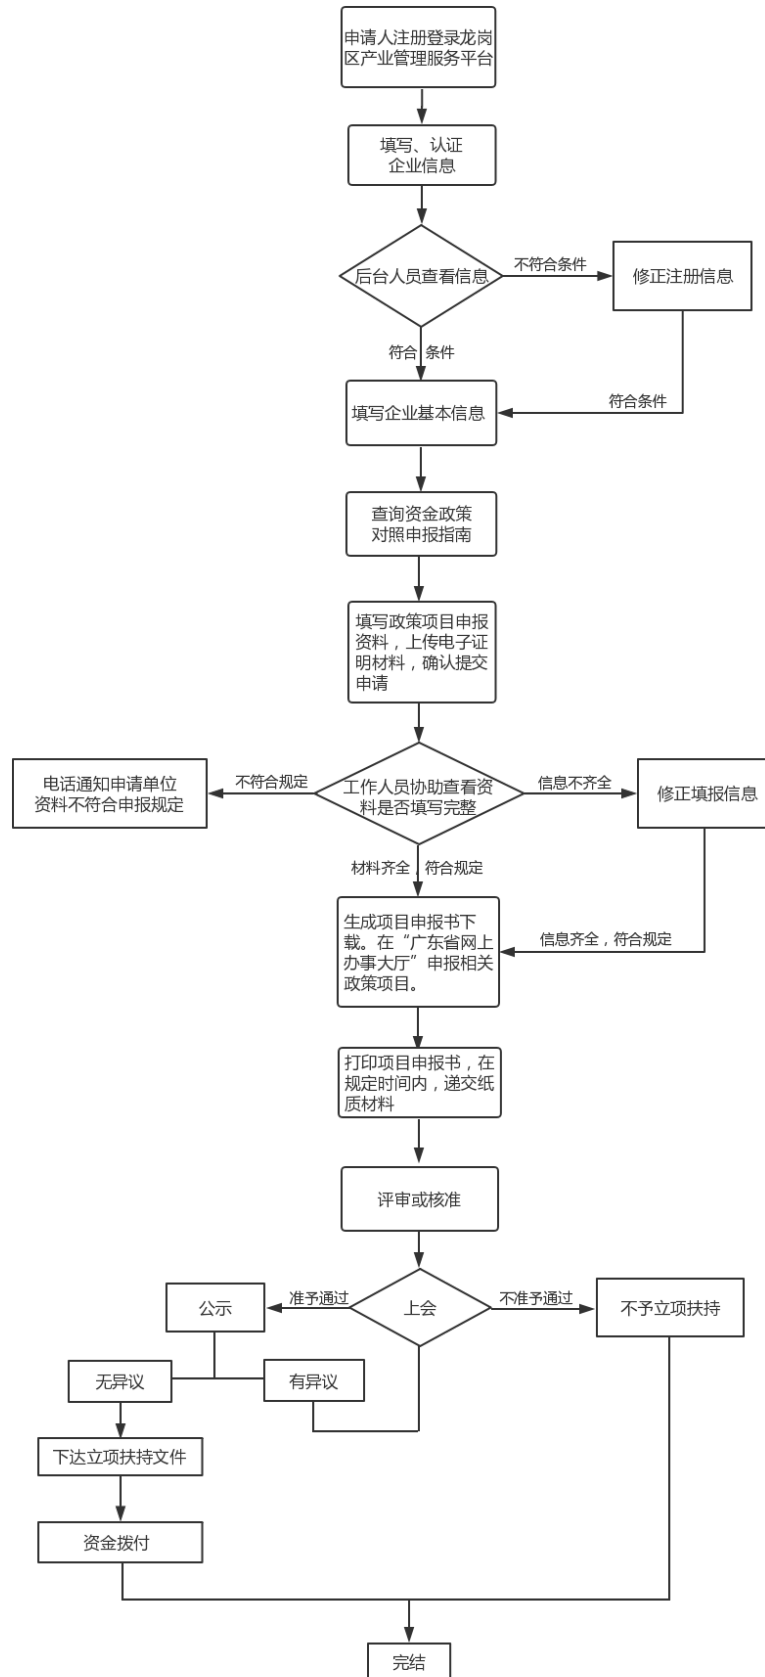 申请人注册登录龙岗
区产业管理服务平台
填写、认证
企业信息
后台人员查看信息
不符合条件
修正注册信息
符合 条件
填写企业基本信息
符合条件
查询资金政策
对照申报指南
填写政策项目申报
资料，上传电子证
明材料，确认提交
申请
电话通知申请单位
资料不符合申报规定
不符合规定
工作人员协助查看资
料是否填写完整
信息不齐全
修正填报信息
材料齐全，符合规定
生成项目申报书下
载。在“广东省网上
办事大厅”申报相关
政策项目。
信息齐全，符合规定
打印项目申报书，在
规定时间内，递交纸
质材料
评审或核准
公示
准予通过
上会
不准予通过
不予立项扶持
无异议
有异议
下达立项扶持文件
资金拨付
完结